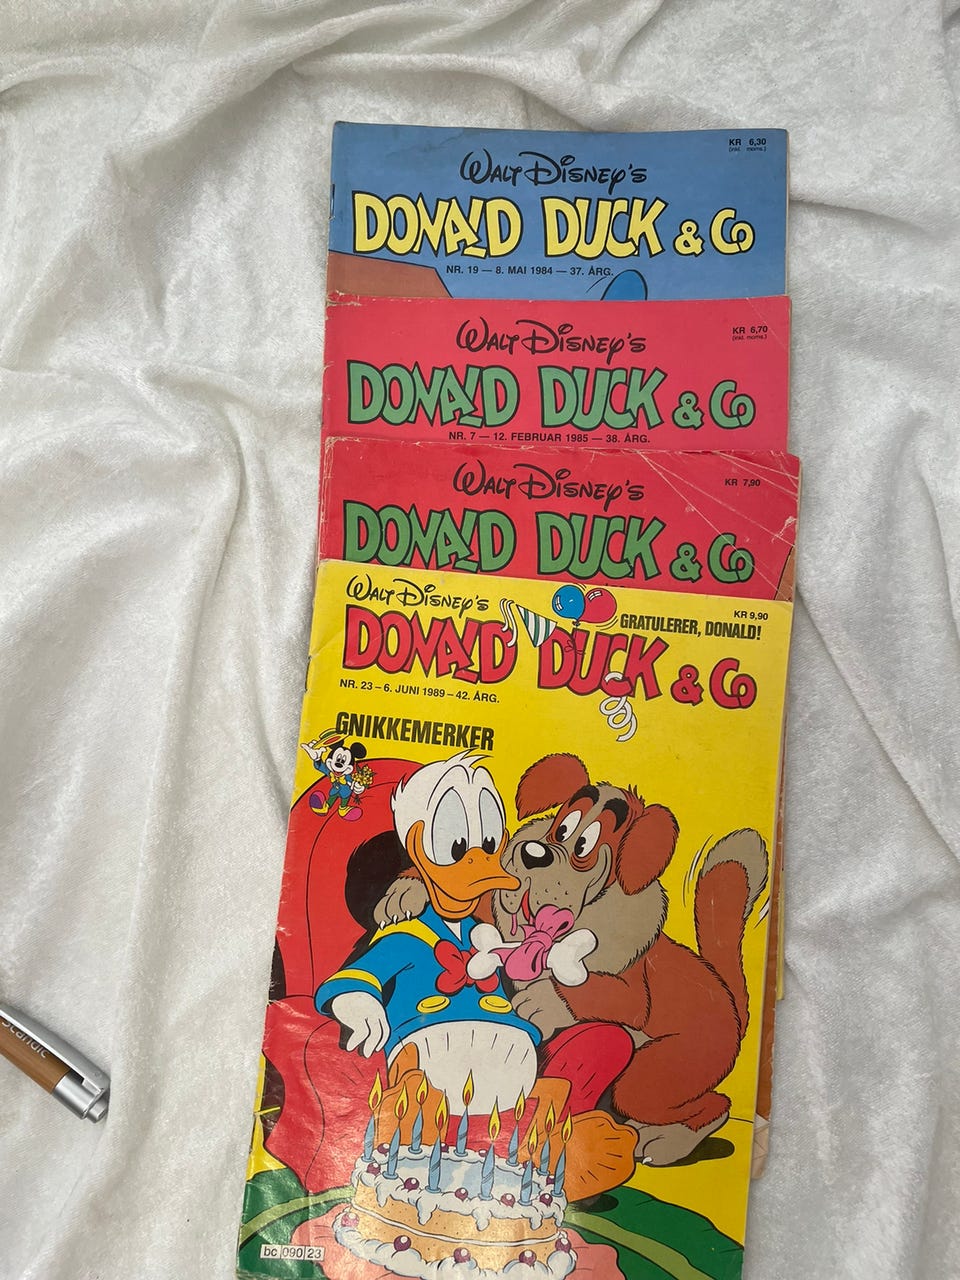 KR 6,30
(inkl. moms.)
WALT DISNEY'S
DONALD DUCK & Co
NR. 19 — 8. MAI 1984 — 37. ÅRG.
KR 6,70
(inkl. moms.)
WALT DISNEY'S
DONALD DUCK & Co
NR. 7 — 12. FEBRUAR 1985 — 38. ÅRG.
KR 7,90
WALT DISNEY'S
DONALD DUCK & Co
KR 9,90
WALT DISNEY'S
GRATULERER, DONALD!
DONALD DUCK & Co
NR. 23 – 6. JUNI 1989 – 42. ÅRG.
GNIKKEMERKER
Scandic
bc 090 23